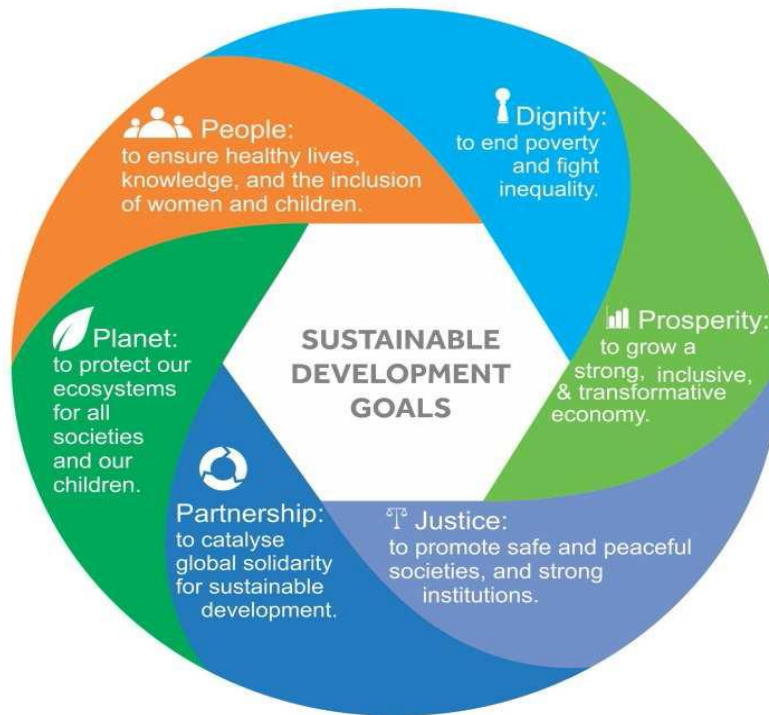 SUSTAINABLE
DEVELOPMENT
GOALS
People:
to ensure healthy lives,
knowledge, and the inclusion
of women and children.
Dignity:
to end poverty
and fight
inequality.
Prosperity:
to grow a
strong, inclusive,
& transformative
economy.
Justice:
to promote safe and peaceful
societies, and strong
institutions.
Partnership:
to catalyse
global solidarity
for sustainable
development.
Planet:
to protect our
ecosystems
for all
societies
and our
children.